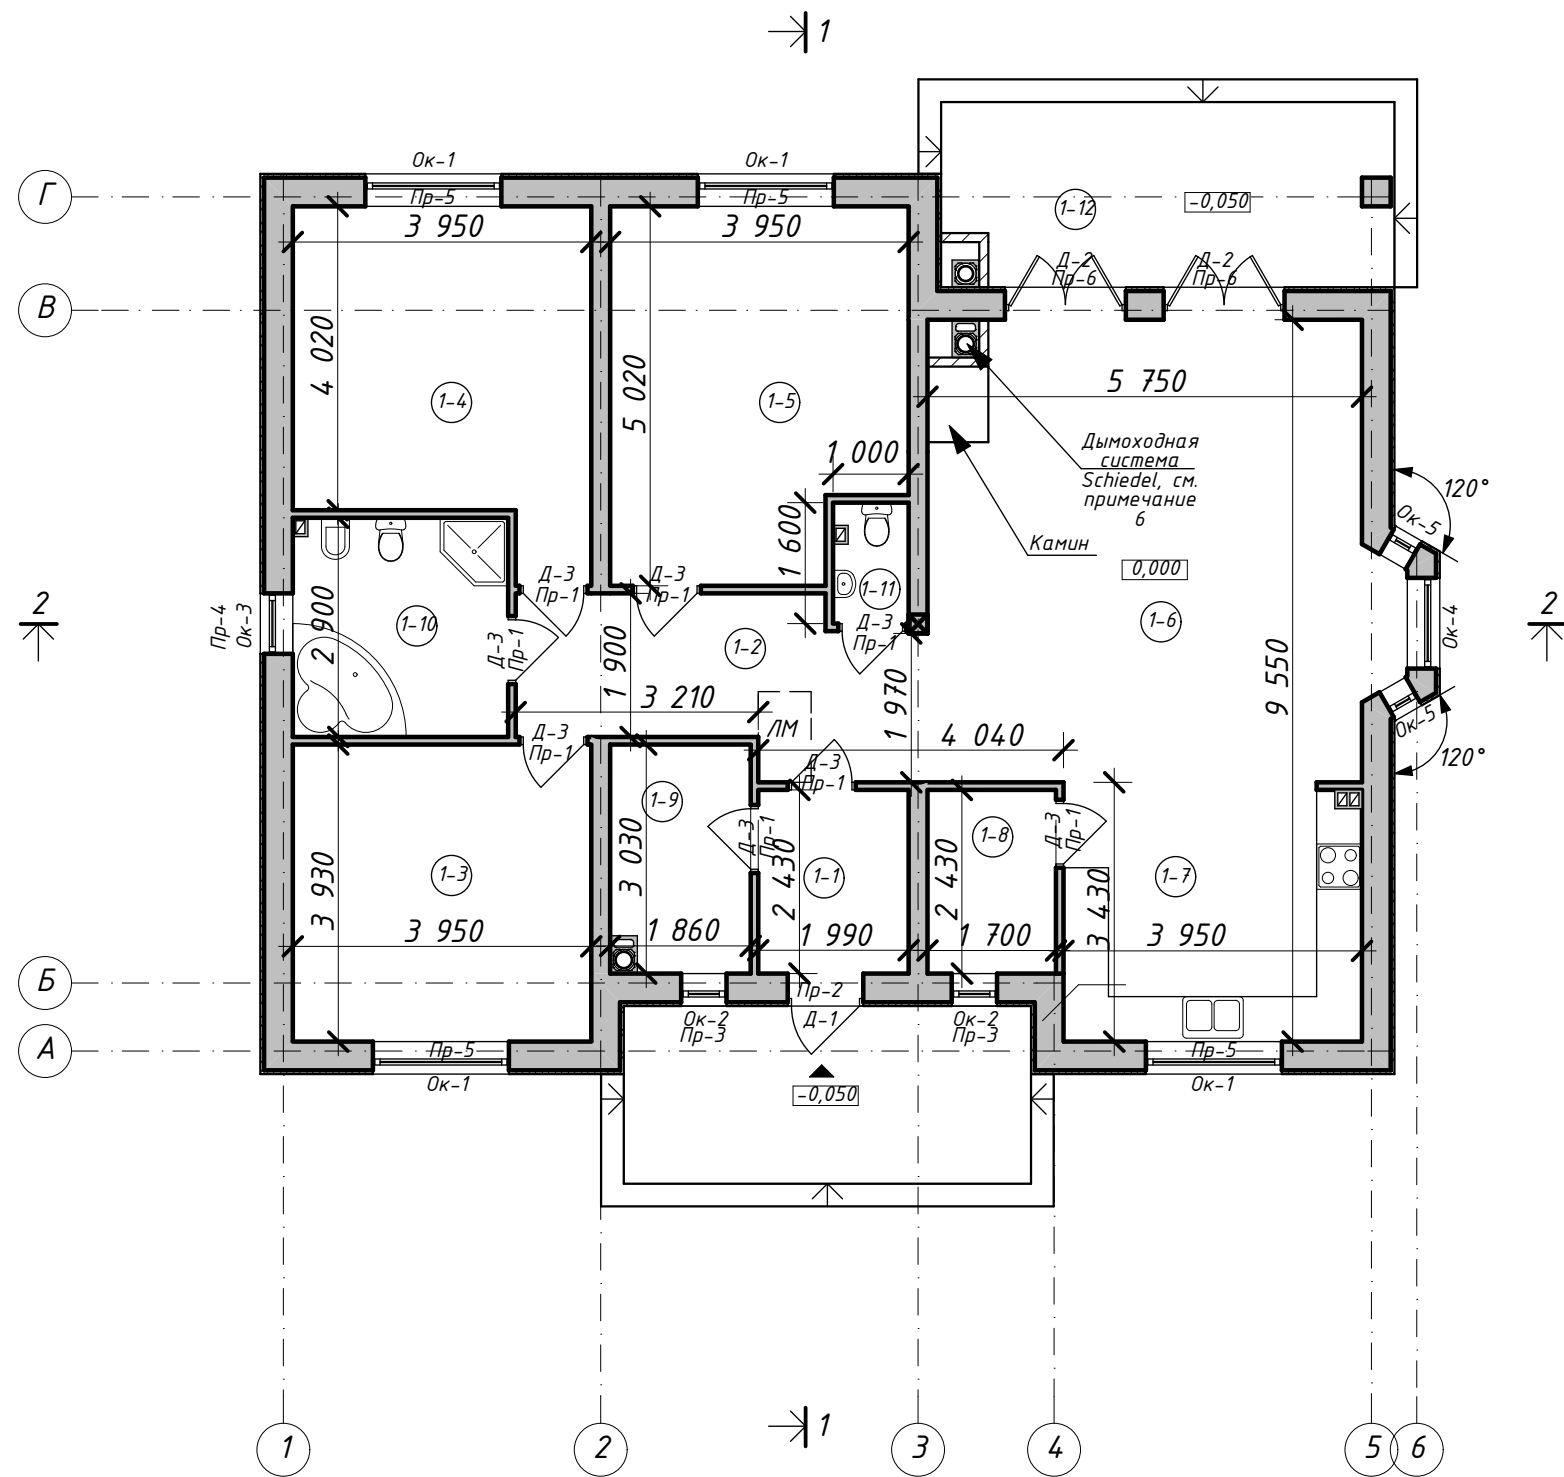 1
Ок-1
Ок-1
Г
Пр-5
Пр-5
1-12
-0,050
3 950
3 950
Д-2
Пр-6
Д-2
Пр-6
В
4 020
5 020
5 750
1-4
1-5
1 000
Дымоходная
система
Schiedel, см.
примечание
6
120°
Ок-5
1 600
Камин
0,000
Д-3
Пр-1
Д-3
Пр-1
1-11
2
Пр-4
Ок-3
2 900
1-10
Д-3
Пр-1
1 900
1-2
Д-3
Пр-1
1-6
9 550
Ок-4
2
3 210
ЛМ
1 970
4 040
Ок-5
120°
Д-3
Пр-1
Д-3
Пр-1
1-9
3 030
Д-3
Пр-1
2 430
1-1
1-8
2 430
Д-3
Пр-1
1-3
3 930
1-7
3 430
3 950
1 860
1 990
1 700
3 950
Б
Пр-2
Ок-2
Пр-3
Д-1
Ок-2
Пр-3
А
Пр-5
Ок-1
Пр-5
Ок-1
-0,050
1
1
2
3
4
5
6